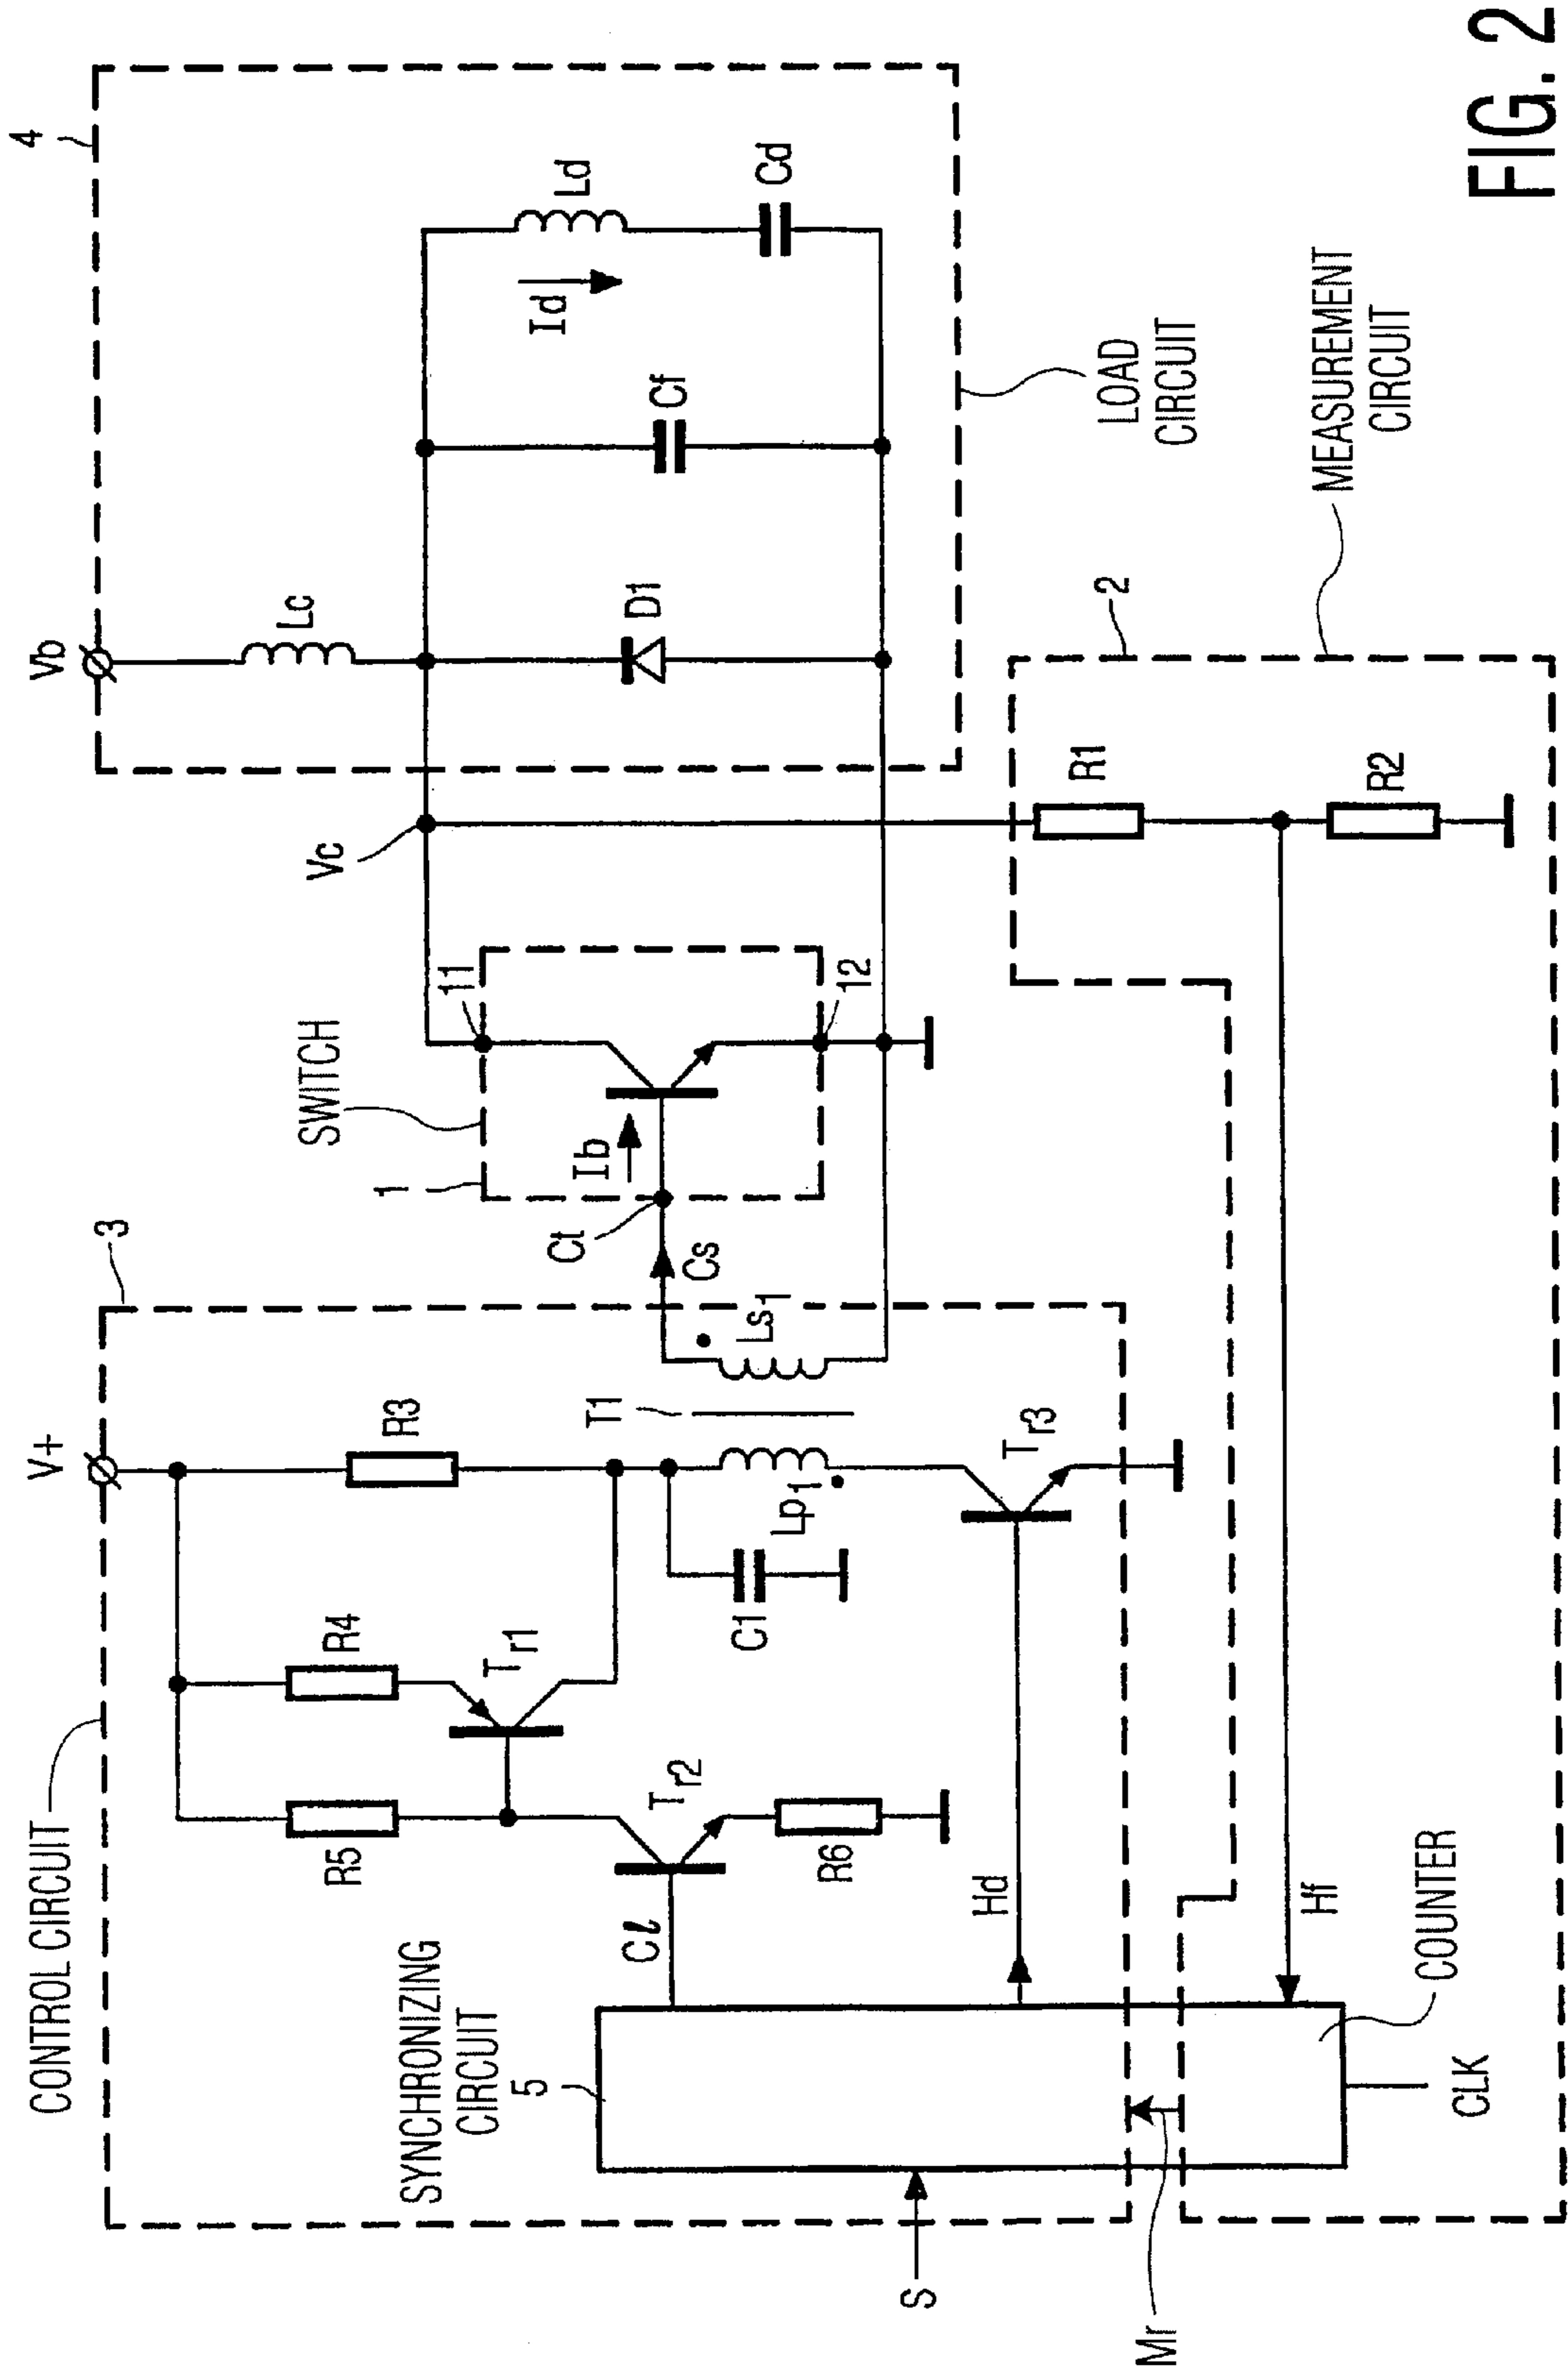 CONTROL CIRCUIT
V+
3
R3
R4
R5
Tr1
Tr2
R6
Cl
SYNCHRONIZING
CIRCUIT
5
C1
Lp1
T1
Ls1
Tr3
Hd
S
Mr
CLK
COUNTER
Hf
SWITCH
1
11
12
Ib
Ct
Cs
Vc
Vb
Lc
4
D1
Cf
Id
Ld
Cd
LOAD
CIRCUIT
2
MEASUREMENT
CIRCUIT
R1
R2
FIG. 2